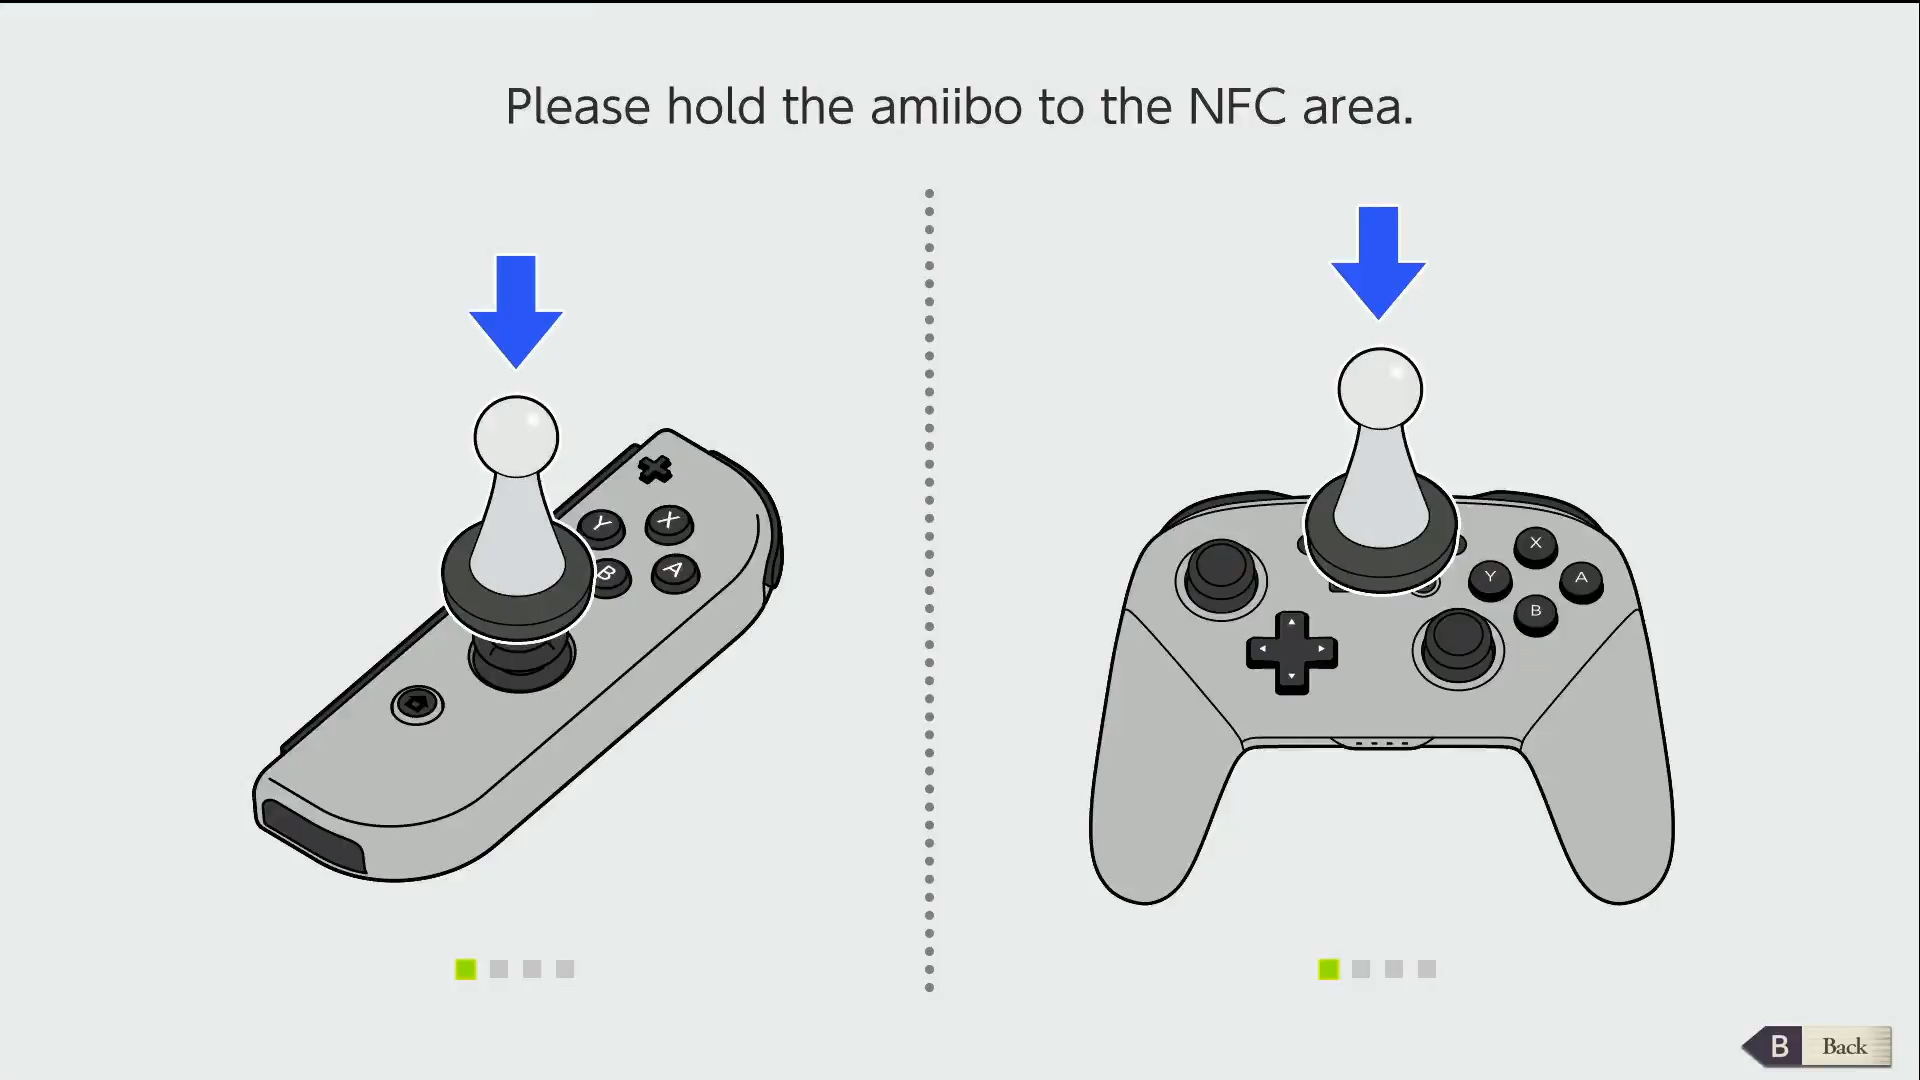 Please hold the amiibo to the NFC area.
Y X
B A
X
Y A
B
B Back